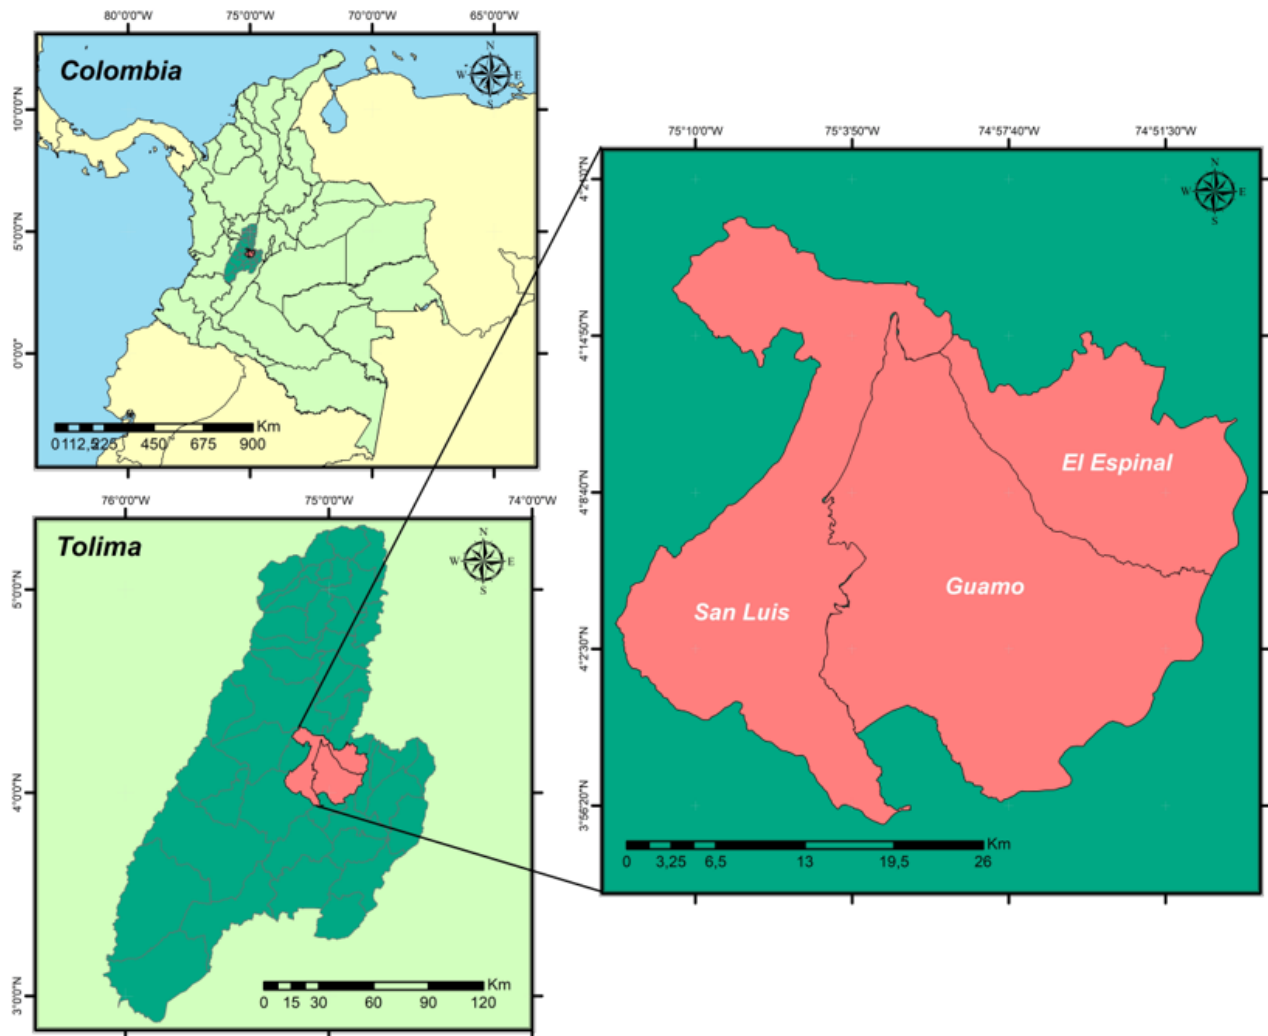 80°0'0"W 75°0'0"W 70°0'0"W 65°0'0"W
Colombia
N
W E
S
10°0'0"N
5°0'0"N
0°0'0"
Km
0 112,5 225 450 675 900
76°0'0"W 75°0'0"W 74°0'0"W
Tolima
N
W E
S
5°0'0"N
4°0'0"N
3°0'0"N
Km
0 15 30 60 90 120
75°10'0"W 75°3'50"W 74°57'40"W 74°51'30"W
N
W E
S
4°14'50"N
El Espinal
4°8'40"N
Guamo
San Luis
4°2'30"N
3°56'20"N
Km
0 3,25 6,5 13 19,5 26